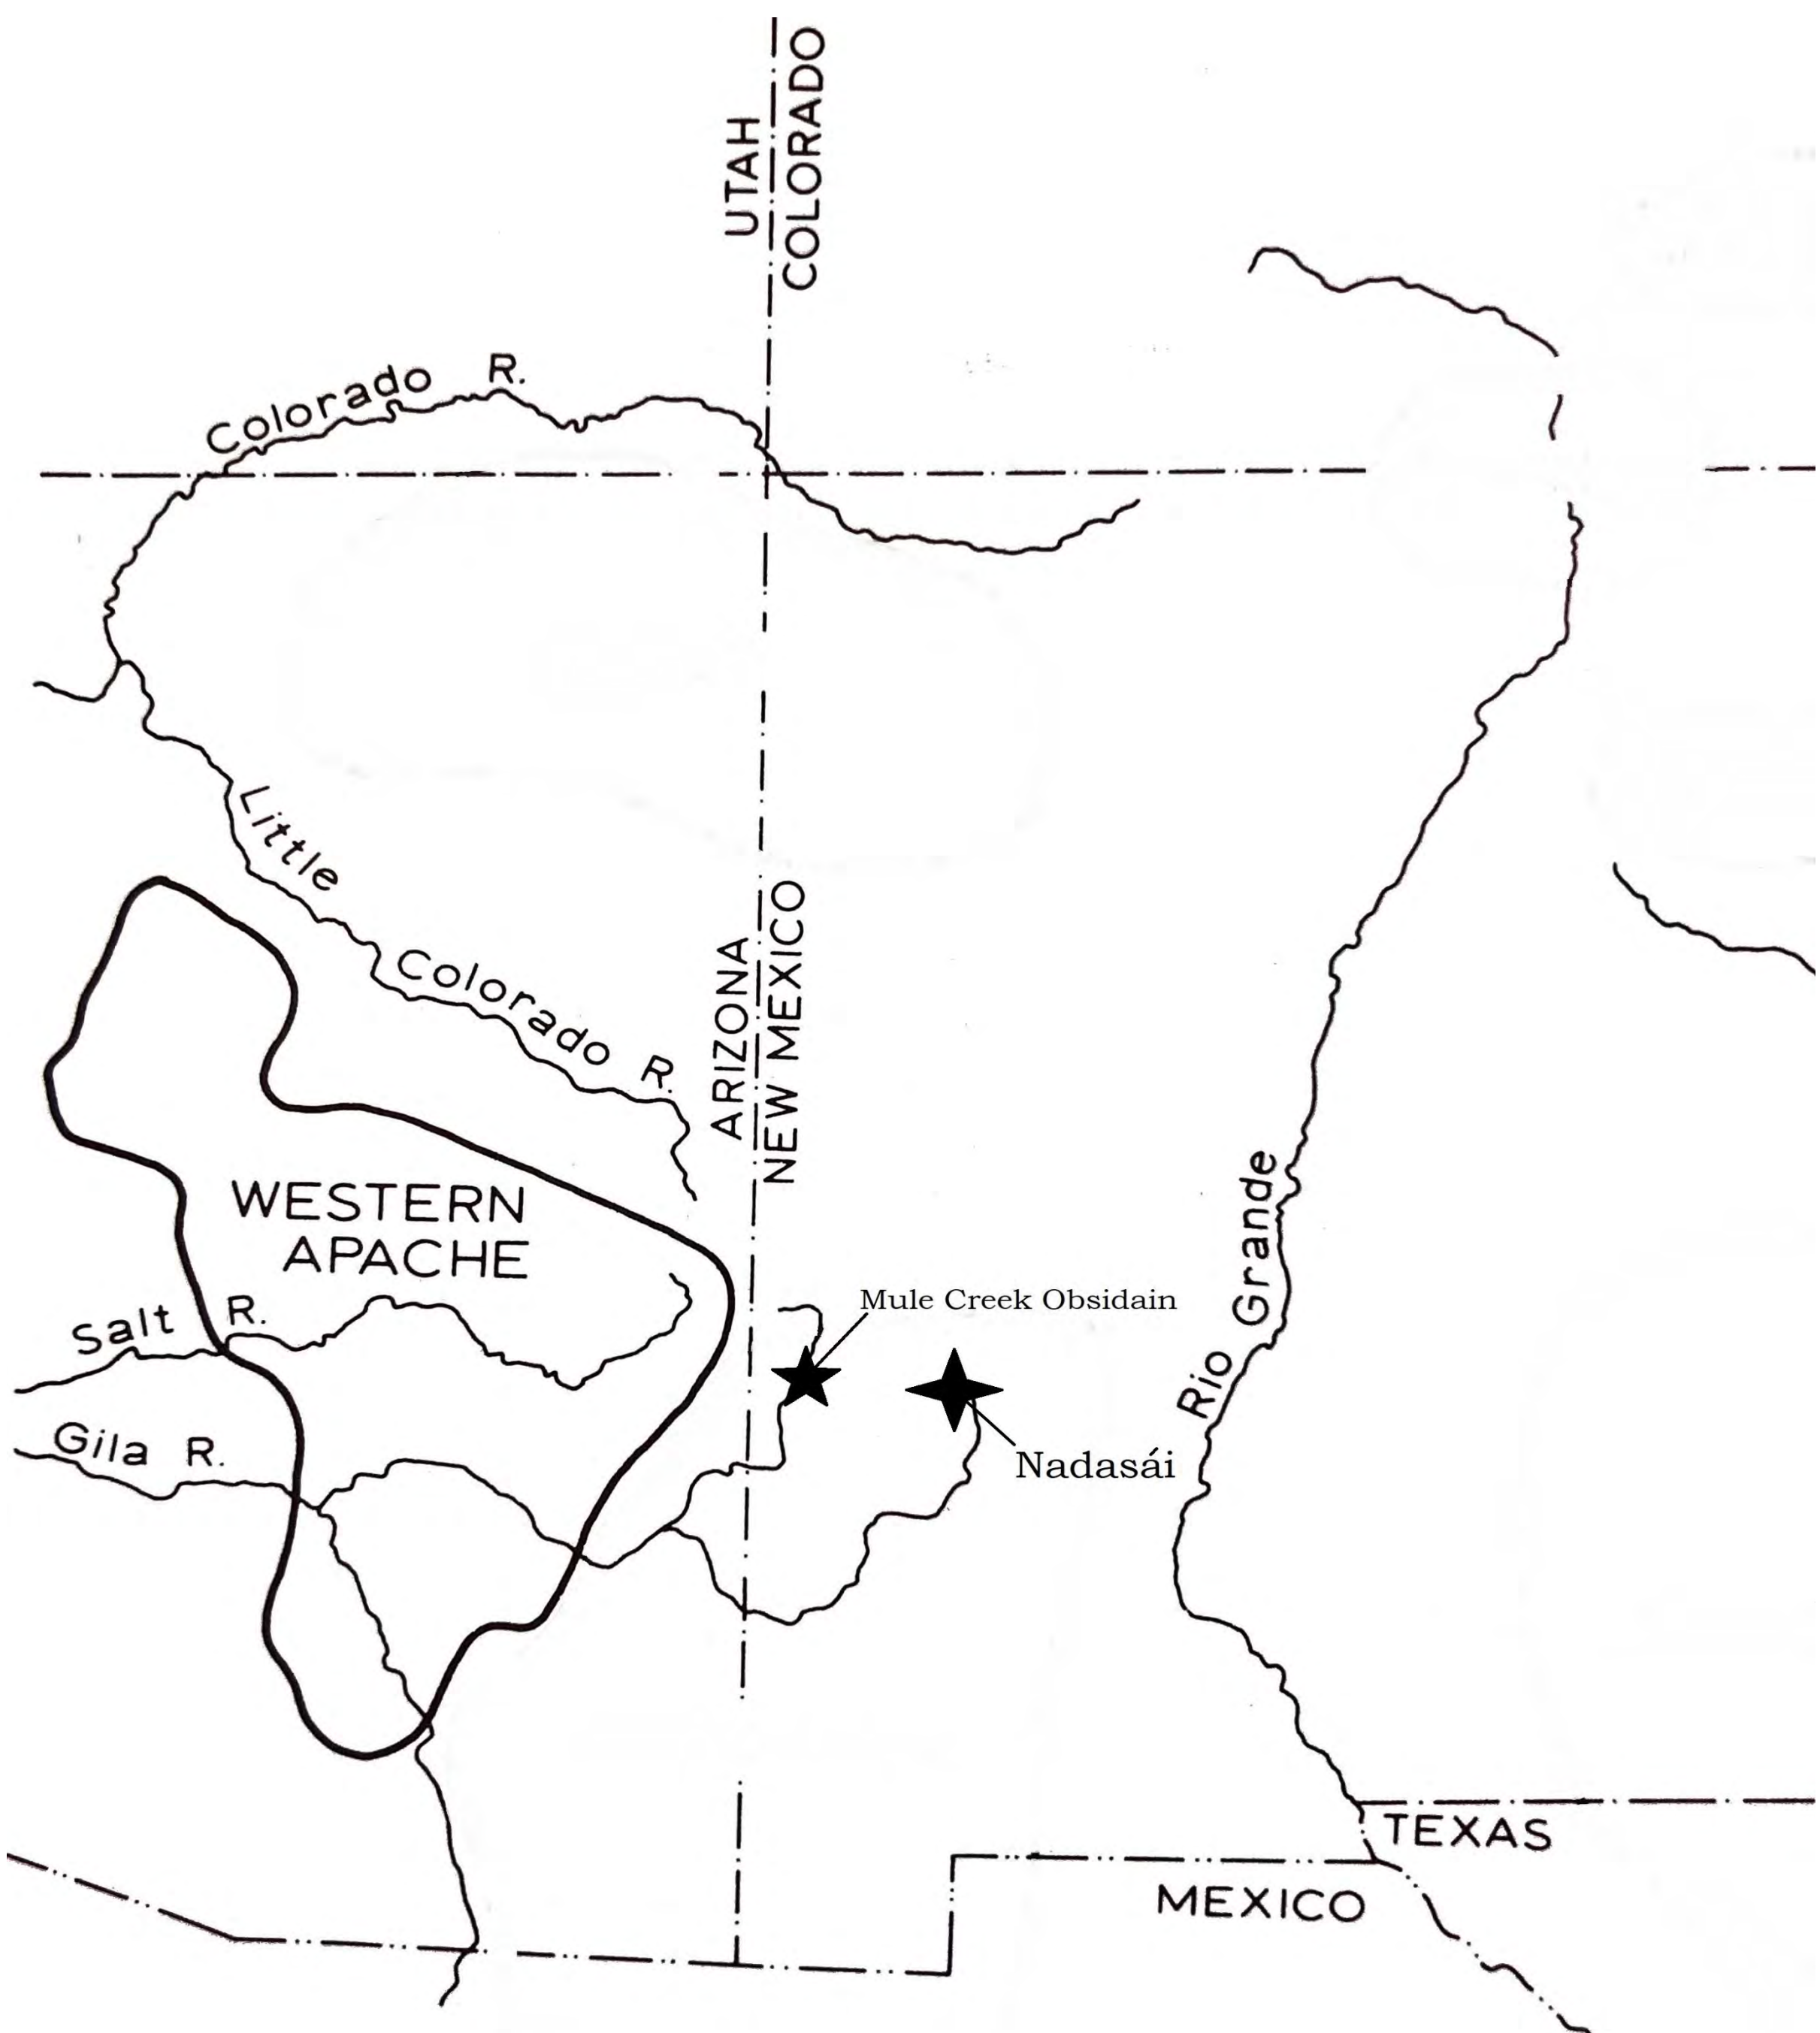 UTAH
COLORADO
Colorado R.
Little Colorado R.
ARIZONA
NEW MEXICO
WESTERN
APACHE
Salt R.
Mule Creek Obsidain
Gila R.
Nadasái
Rio Grande
TEXAS
MEXICO